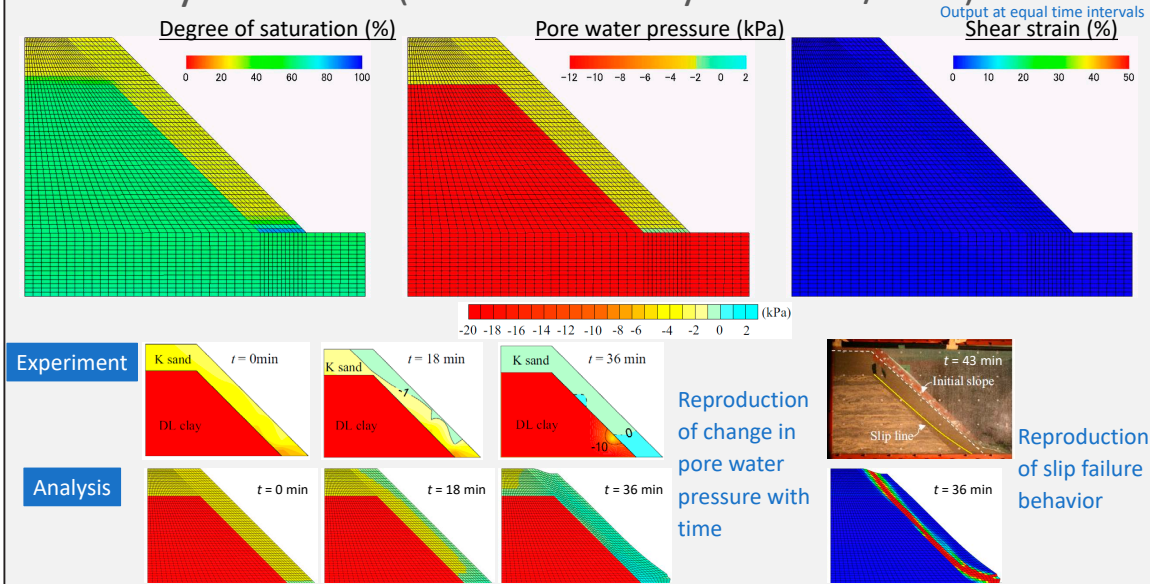 Output at equal time intervals
Degree of saturation (%)
Pore water pressure (kPa)
Shear strain (%)
0 20 40 60 80 100
−12 −10 −8 −6 −4 −2 0 2
0 10 20 30 40 50
(kPa)
-20 -18 -16 -14 -12 -10 -8 -6 -4 -2 0 2
Experiment
K sand
t = 0min
DL clay
K sand
t = 18 min
-1
DL clay
K sand
t = 36 min
DL clay
0
-10
Reproduction
of change in
pore water
pressure with
time
t = 43 min
Initial slope
Slip line
Reproduction
of slip failure
behavior
Analysis
t = 0 min
t = 18 min
t = 36 min
t = 36 min